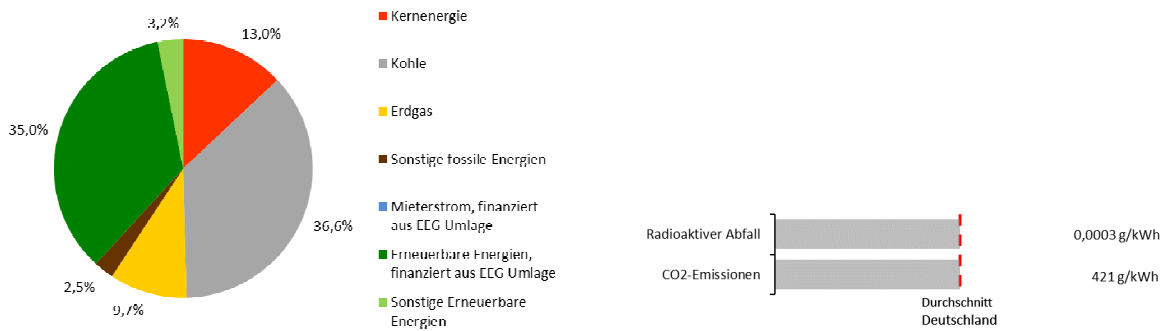 3,2%
13,0%
35,0%
36,6%
2,5%
9,7%
Kernenergie
Kohle
Erdgas
Sonstige fossile Energien
Mieterstrom, finanziert
aus EEG Umlage
Erneuerbare Energien,
finanziert aus EEG Umlage
Sonstige Erneuerbare
Energien
Radioaktiver Abfall
0,0003 g/kWh
CO2-Emissionen
421 g/kWh
Durchschnitt
Deutschland